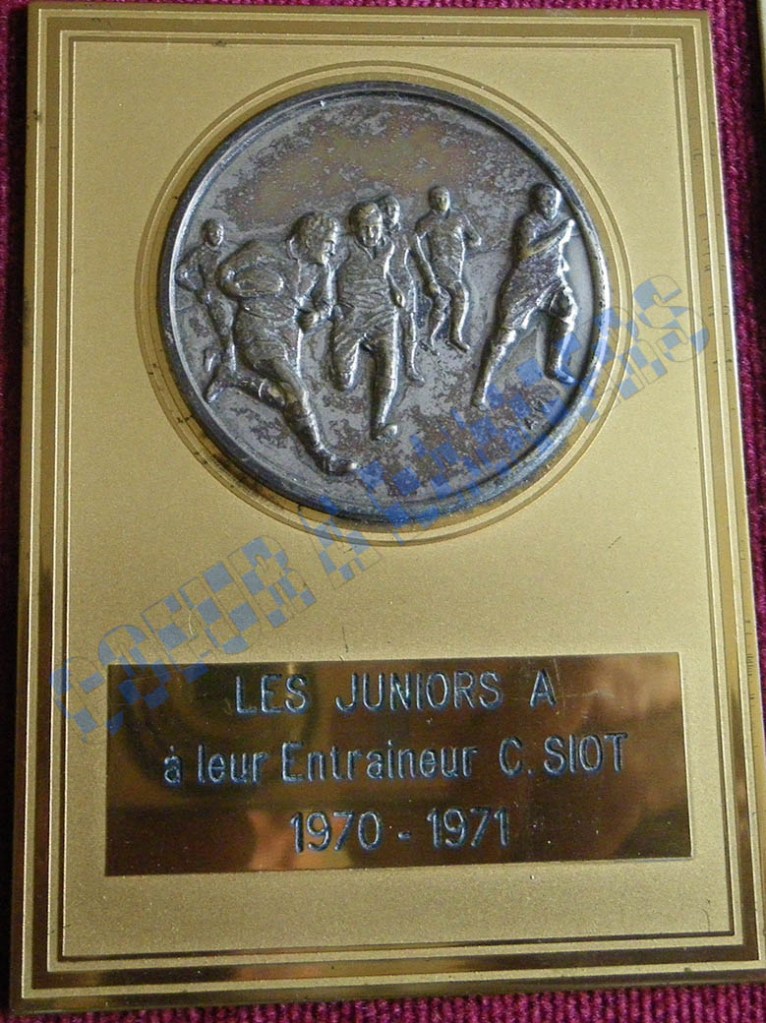 LES JUNIORS A
à leur Entraineur C. SIOT
1970 - 1971